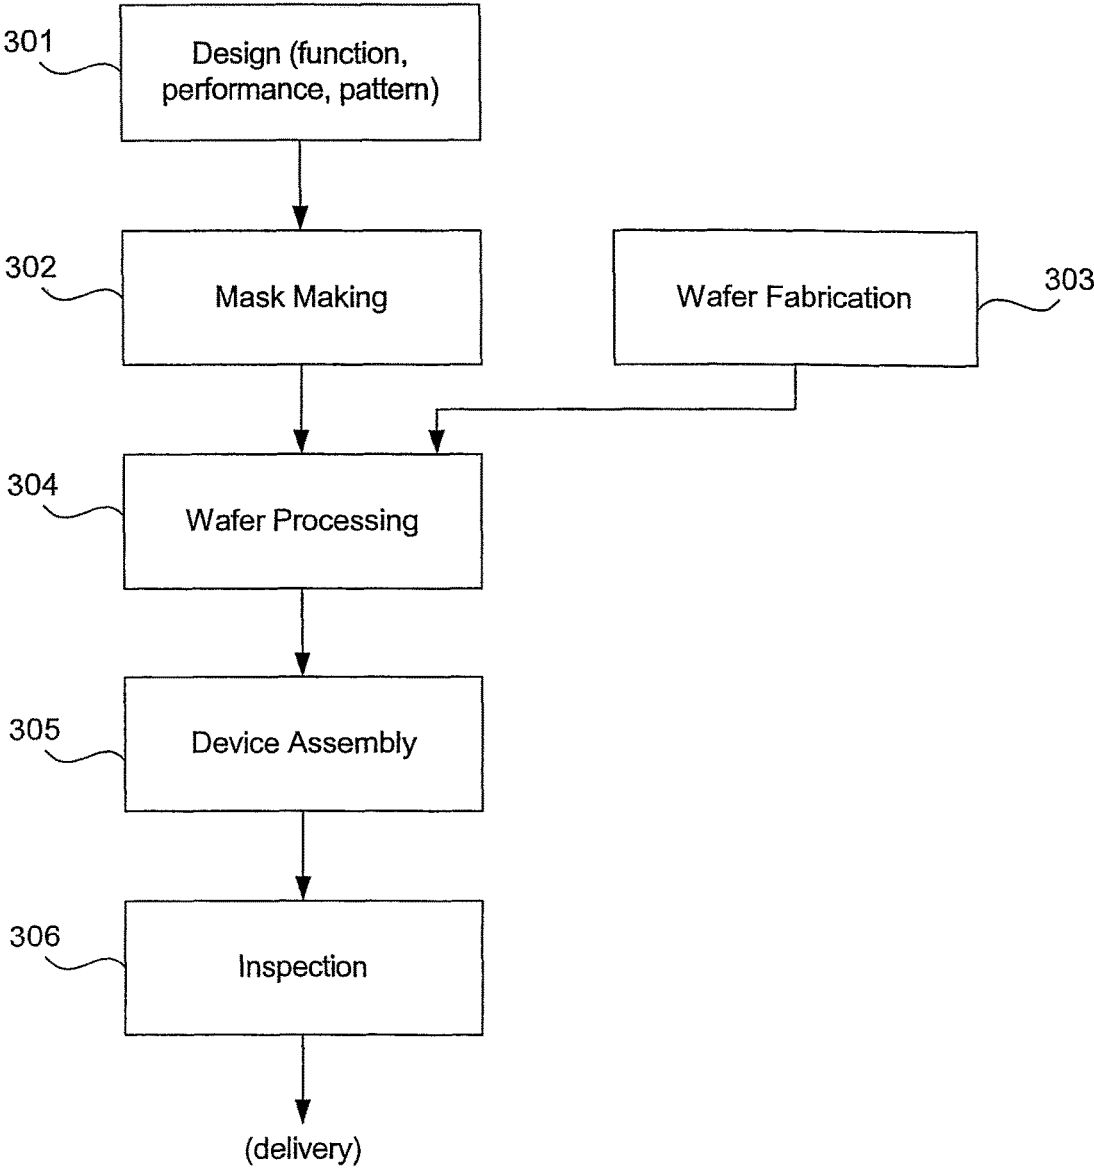 301
Design (function,
performance, pattern)
302
Mask Making
Wafer Fabrication
303
304
Wafer Processing
305
Device Assembly
306
Inspection
(delivery)